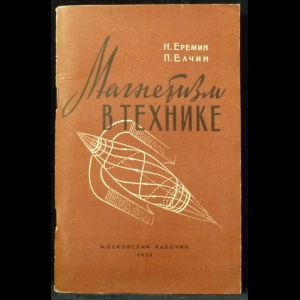 Н. ЕРЕМИН
П. ЕЛЧИН
Магнетизм
В ТЕХНИКЕ
МОСКОВСКИЙ РАБОЧИЙ